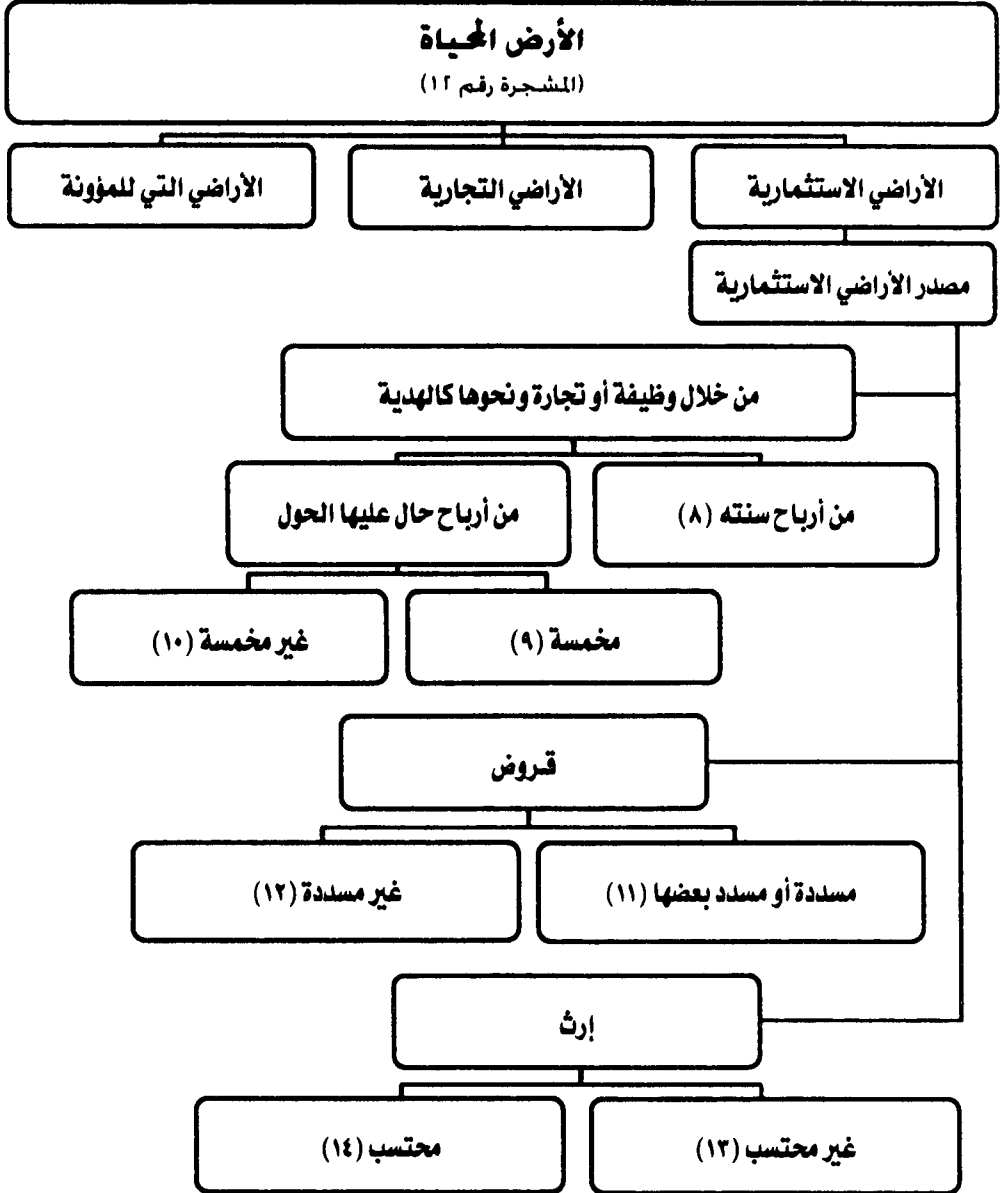 الأرض المحياة
(المشجرة رقم ١٢)
الأراضي الاستثمارية
الأراضي التجارية
الأراضي التي للمؤونة
مصدر الأراضي الاستثمارية
من خلال وظيفة أو تجارة ونحوها كالهدية
من أرباح سنته (٨)
من أرباح حال عليها الحول
مخمسة (٩)
غير مخمسة (١٠)
قروض
مسددة أو مسدد بعضها (١١)
غير مسددة (١٢)
إرث
غير محتسب (١٣)
محتسب (١٤)